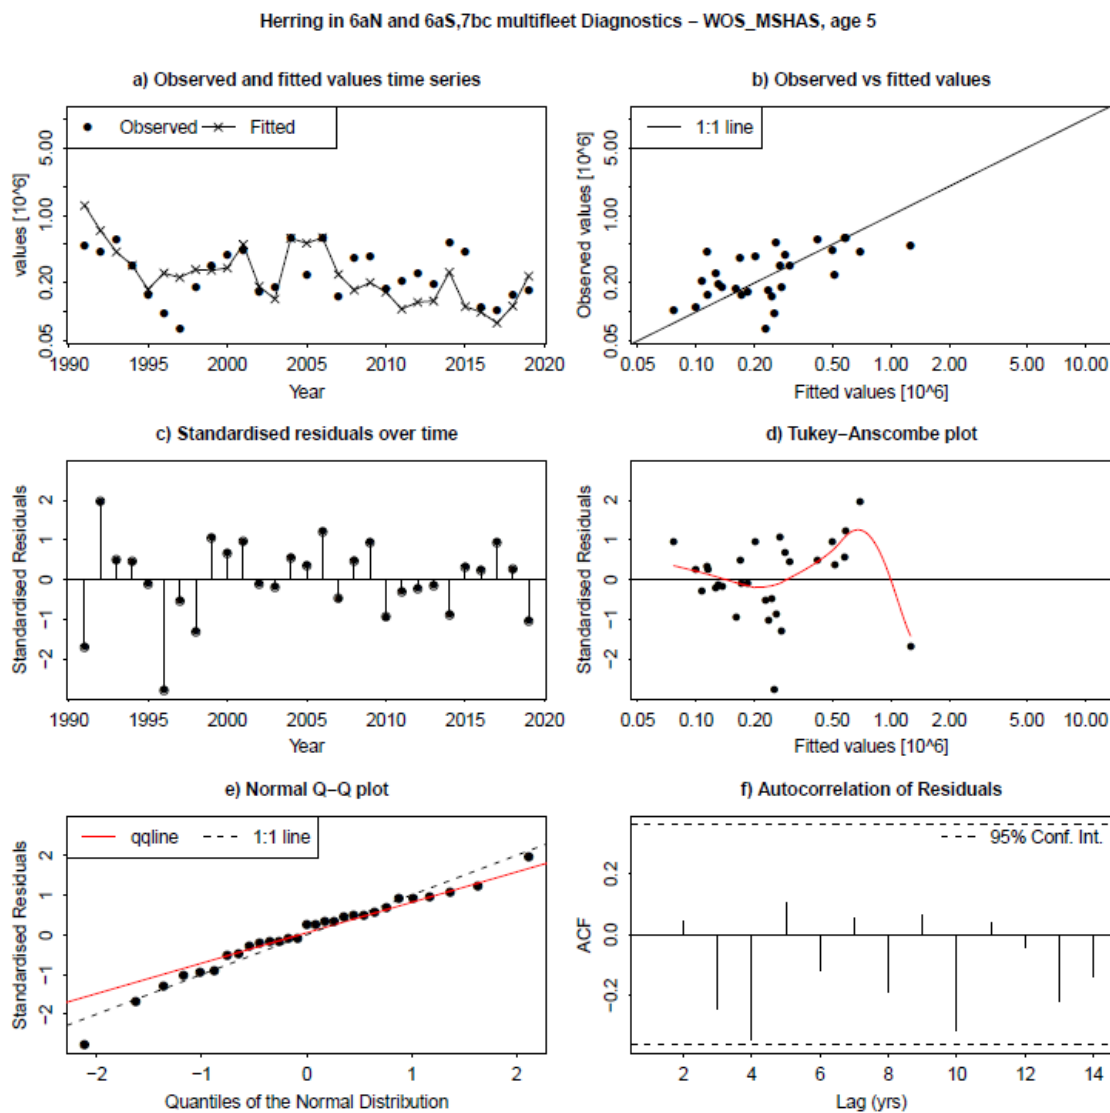 Herring in 6aN and 6aS,7bc multifleet Diagnostics – WOS_MSHAS, age 5
a) Observed and fitted values time series
Observed
Fitted
values [10^6]
0.05 0.20 1.00 5.00
1990 1995 2000 2005 2010 2015 2020
Year
b) Observed vs fitted values
1:1 line
Observed values [10^6]
0.05 0.20 1.00 5.00
0.05 0.10 0.20 0.50 1.00 2.00 5.00 10.00
Fitted values [10^6]
c) Standardised residuals over time
Standardised Residuals
−2 −1 0 1 2
1990 1995 2000 2005 2010 2015 2020
Year
d) Tukey−Anscombe plot
Standardised Residuals
−2 −1 0 1 2
0.05 0.10 0.20 0.50 1.00 2.00 5.00 10.00
Fitted values [10^6]
e) Normal Q−Q plot
qqline
1:1 line
Standardised Residuals
−2 −1 0 1 2
−2 −1 0 1 2
Quantiles of the Normal Distribution
f) Autocorrelation of Residuals
95% Conf. Int.
ACF
−0.2 0.0 0.2
2 4 6 8 10 12 14
Lag (yrs)